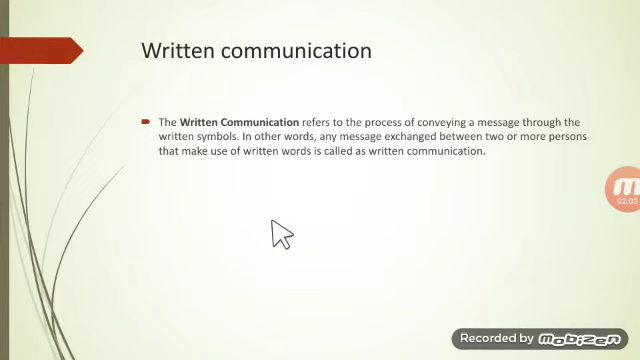 Written communication
The Written Communication refers to the process of conveying a message through the
written symbols. In other words, any message exchanged between two or more persons
that make use of written words is called as written communication.
02:03
Recorded by mobizen